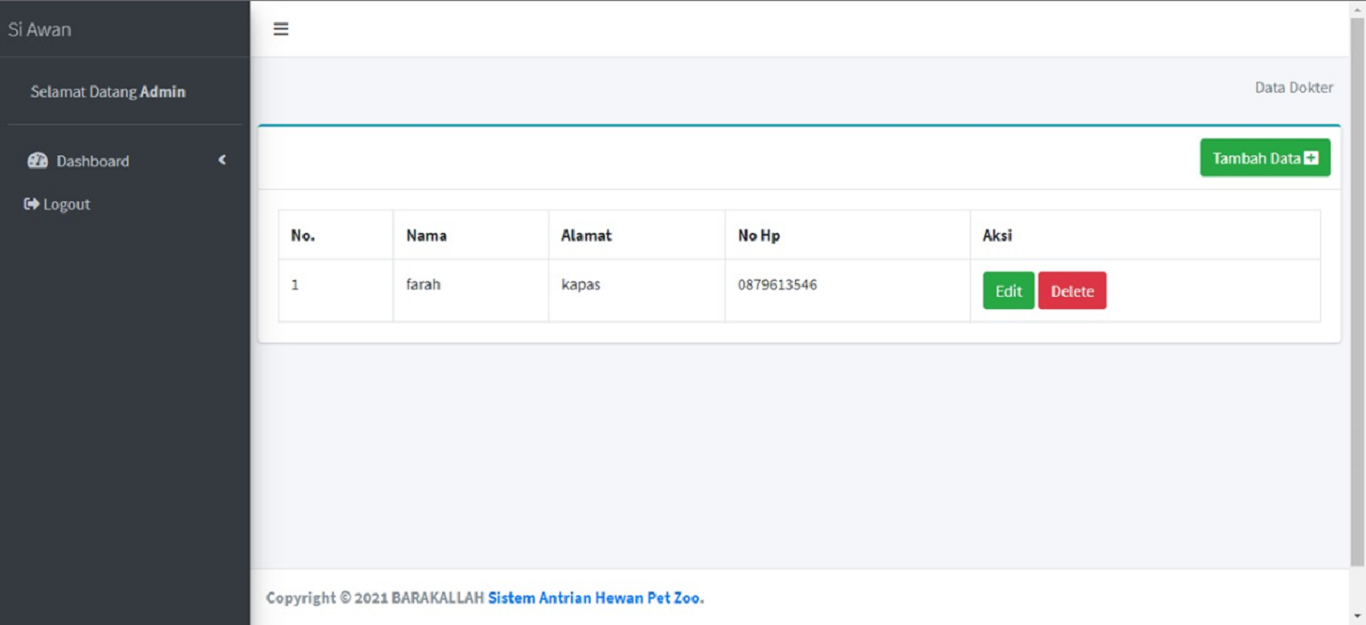 Si Awan
Selamat Datang Admin
Dashboard
Logout
Data Dokter
Tambah Data
No. Nama Alamat No Hp Aksi
1 farah kapas 0879613546 Edit Delete
Copyright © 2021 BARAKALLAH Sistem Antrian Hewan Pet Zoo.